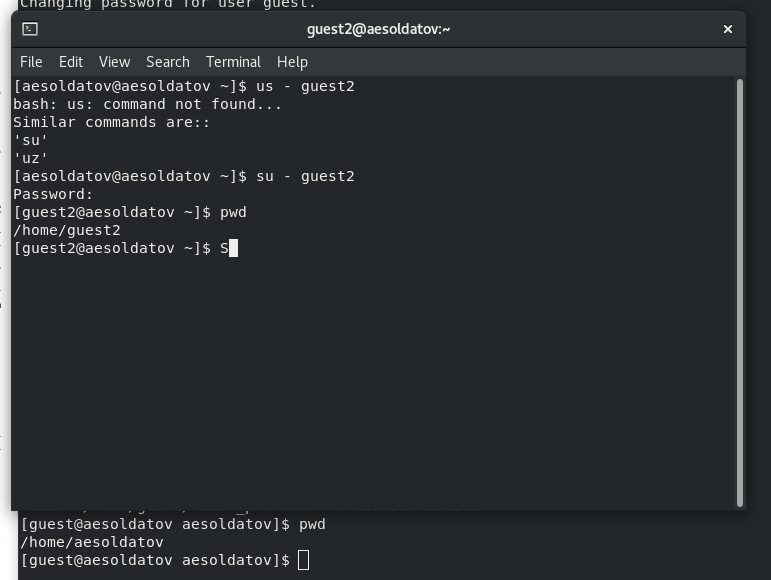 Changing password for user guest.
guest2@aesoldatov:~
File Edit View Search Terminal Help
[aesoldatov@aesoldatov ~]$ us - guest2
bash: us: command not found...
Similar commands are::
'su'
'uz'
[aesoldatov@aesoldatov ~]$ su - guest2
Password:
[guest2@aesoldatov ~]$ pwd
/home/guest2
[guest2@aesoldatov ~]$ S
[guest@aesoldatov aesoldatov]$ pwd
/home/aesoldatov
[guest@aesoldatov aesoldatov]$